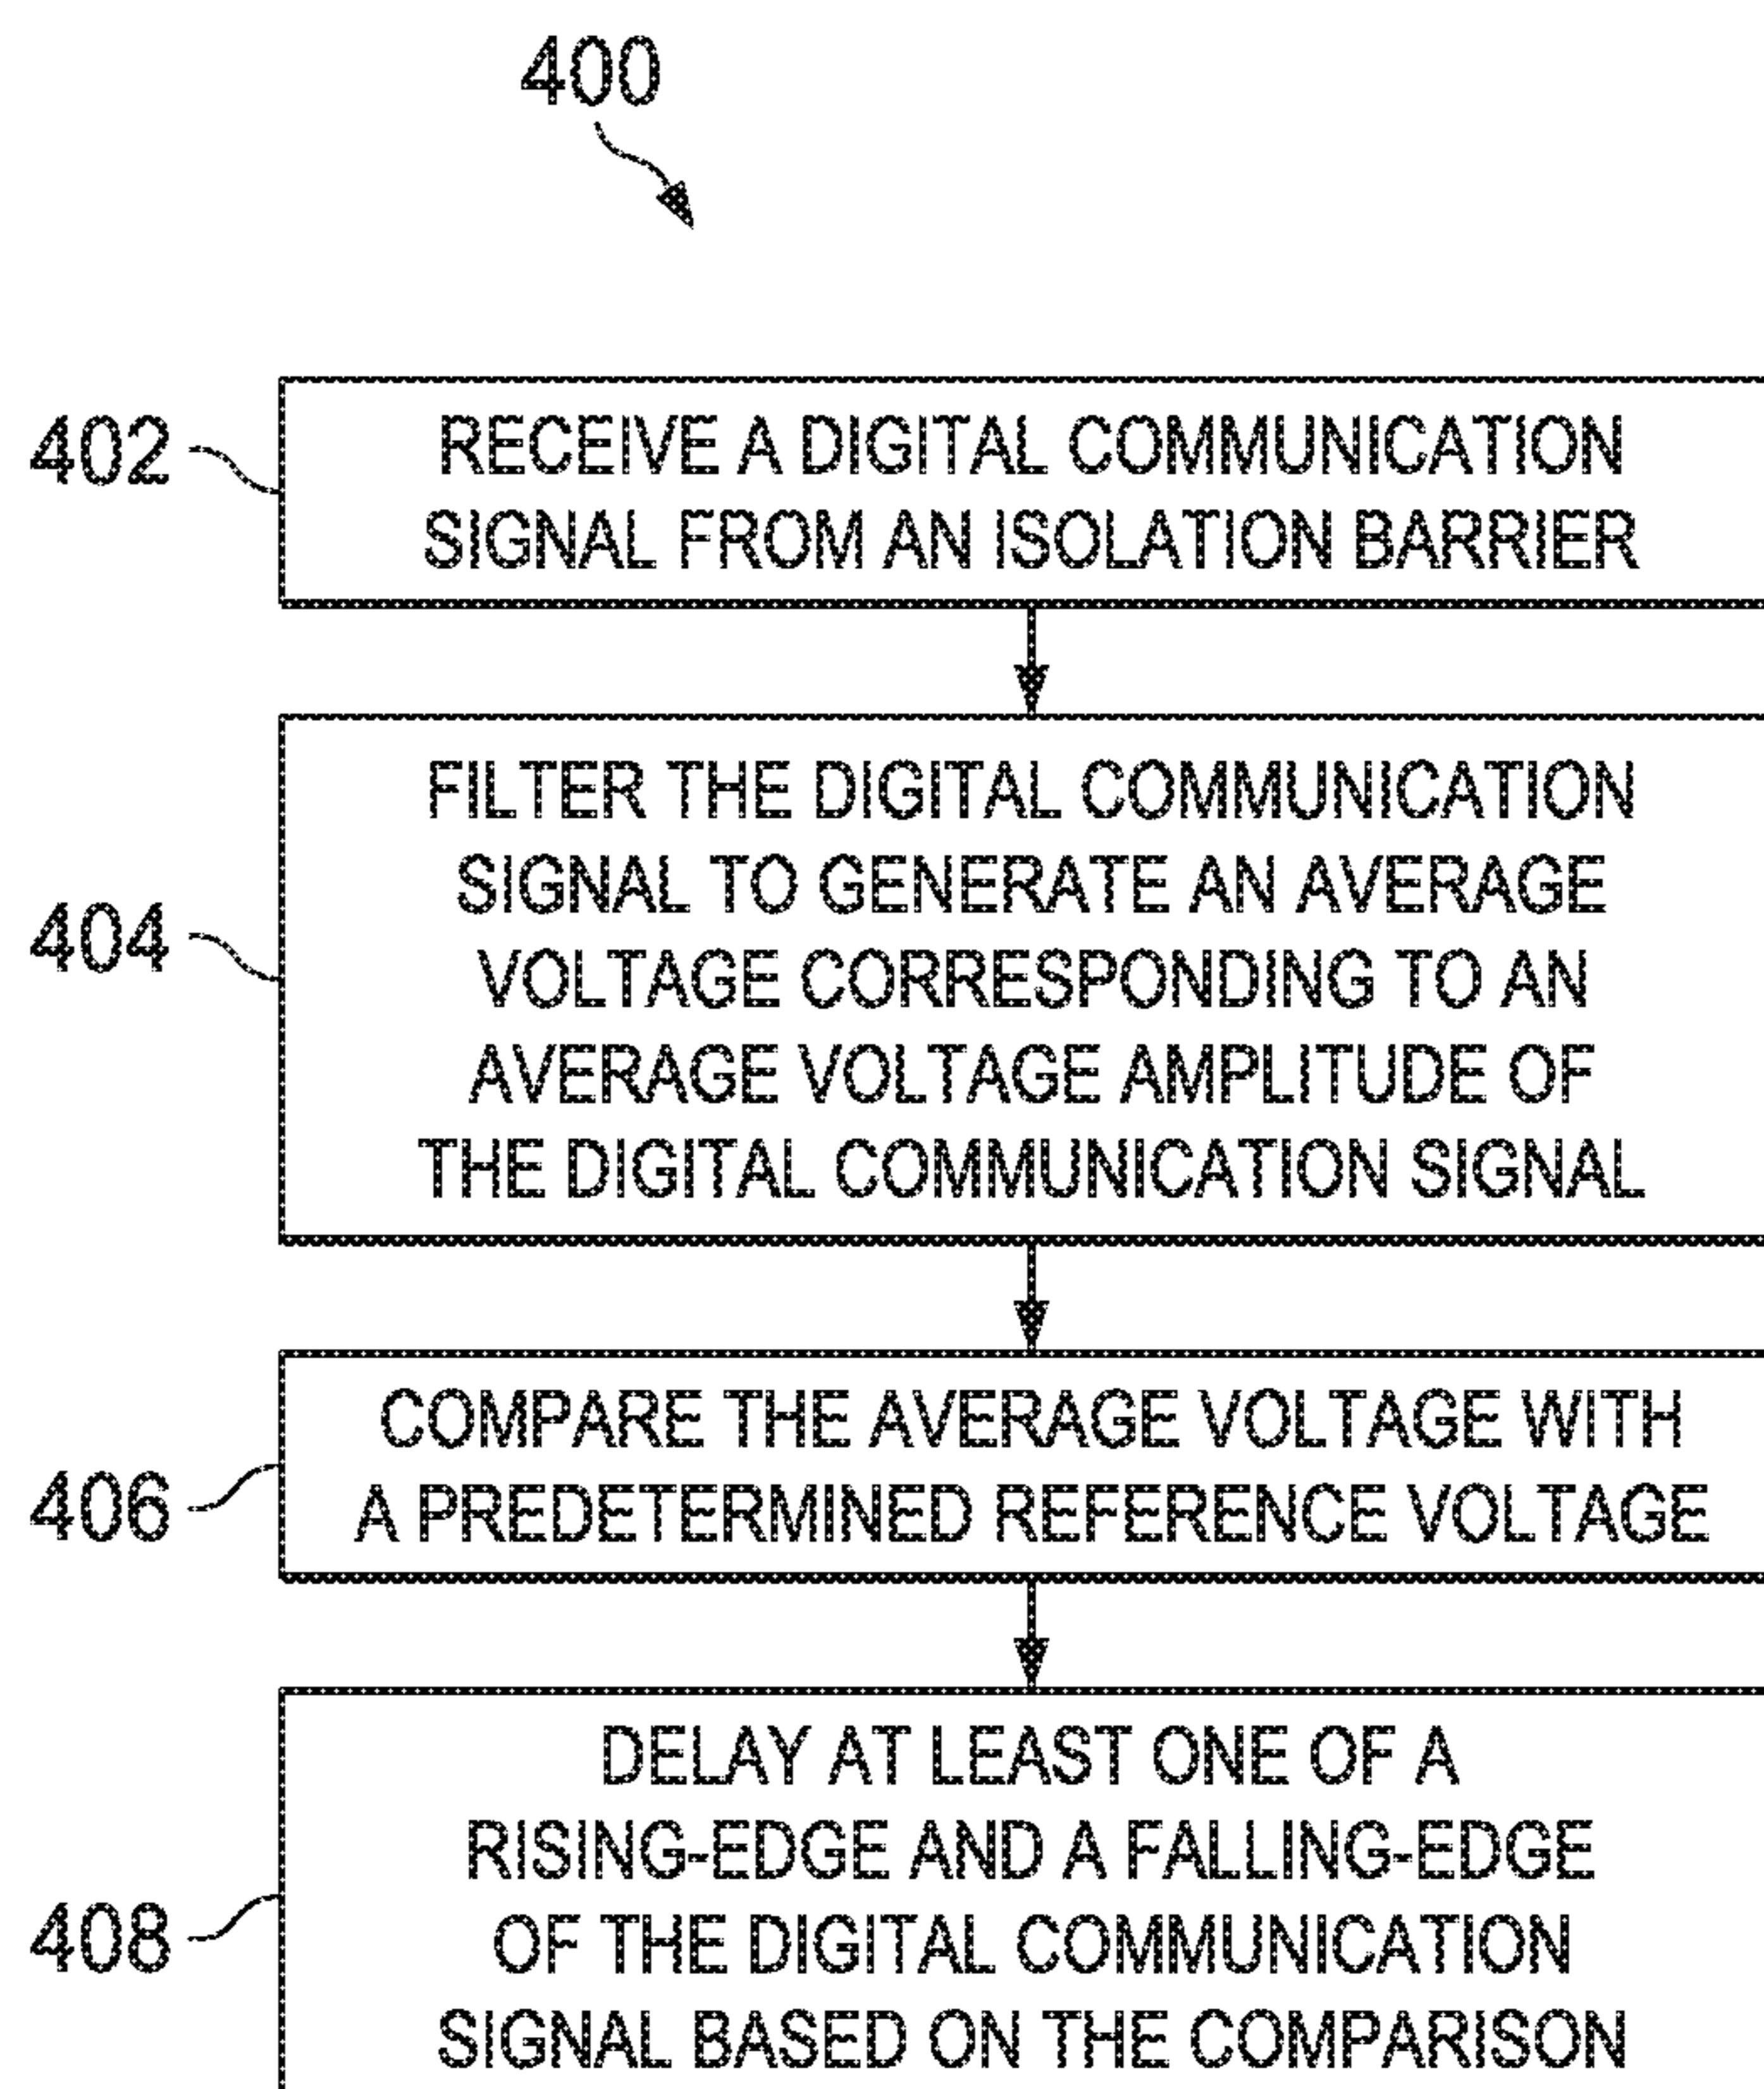 400
402
RECEIVE A DIGITAL COMMUNICATION
SIGNAL FROM AN ISOLATION BARRIER
404
FILTER THE DIGITAL COMMUNICATION
SIGNAL TO GENERATE AN AVERAGE
VOLTAGE CORRESPONDING TO AN
AVERAGE VOLTAGE AMPLITUDE OF
THE DIGITAL COMMUNICATION SIGNAL
406
COMPARE THE AVERAGE VOLTAGE WITH
A PREDETERMINED REFERENCE VOLTAGE
408
DELAY AT LEAST ONE OF A
RISING-EDGE AND A FALLING-EDGE
OF THE DIGITAL COMMUNICATION
SIGNAL BASED ON THE COMPARISON